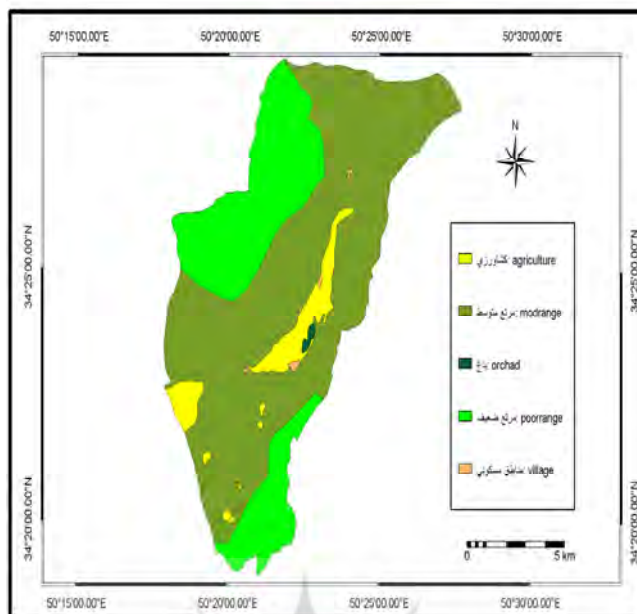 50°15'00.00"E 50°20'00.00"E 50°25'00.00"E 50°30'00.00"E
N
34°25'00.00"N 34°25'00.00"N
كشاورزي: agriculture
مرتع متوسط: modrange
باغ: orchad
مرتع ضعيف: poorrange
مناطق مسكوني: village
34°20'00.00"N 34°20'00.00"N
0 5 km
50°15'00.00"E 50°20'00.00"E 50°25'00.00"E 50°30'00.00"E